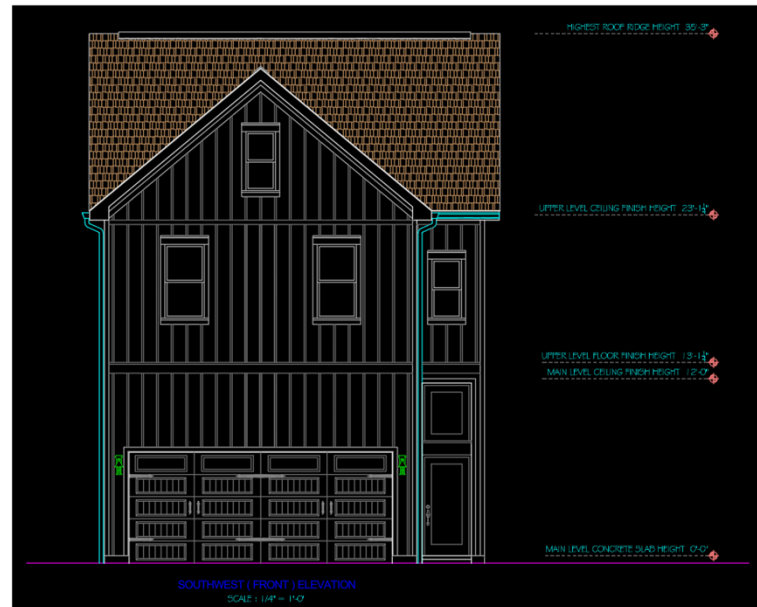 HIGHEST ROOF RIDGE HEIGHT 35'-3"
UPPER LEVEL CEILING FINISH HEIGHT 23'-1¼"
UPPER LEVEL FLOOR FINISH HEIGHT 13'-1¼"
MAIN LEVEL CEILING FINISH HEIGHT 12'-0"
MAIN LEVEL CONCRETE SLAB HEIGHT 0'-0"
SOUTHWEST ( FRONT ) ELEVATION
SCALE : 1/4" = 1'-0